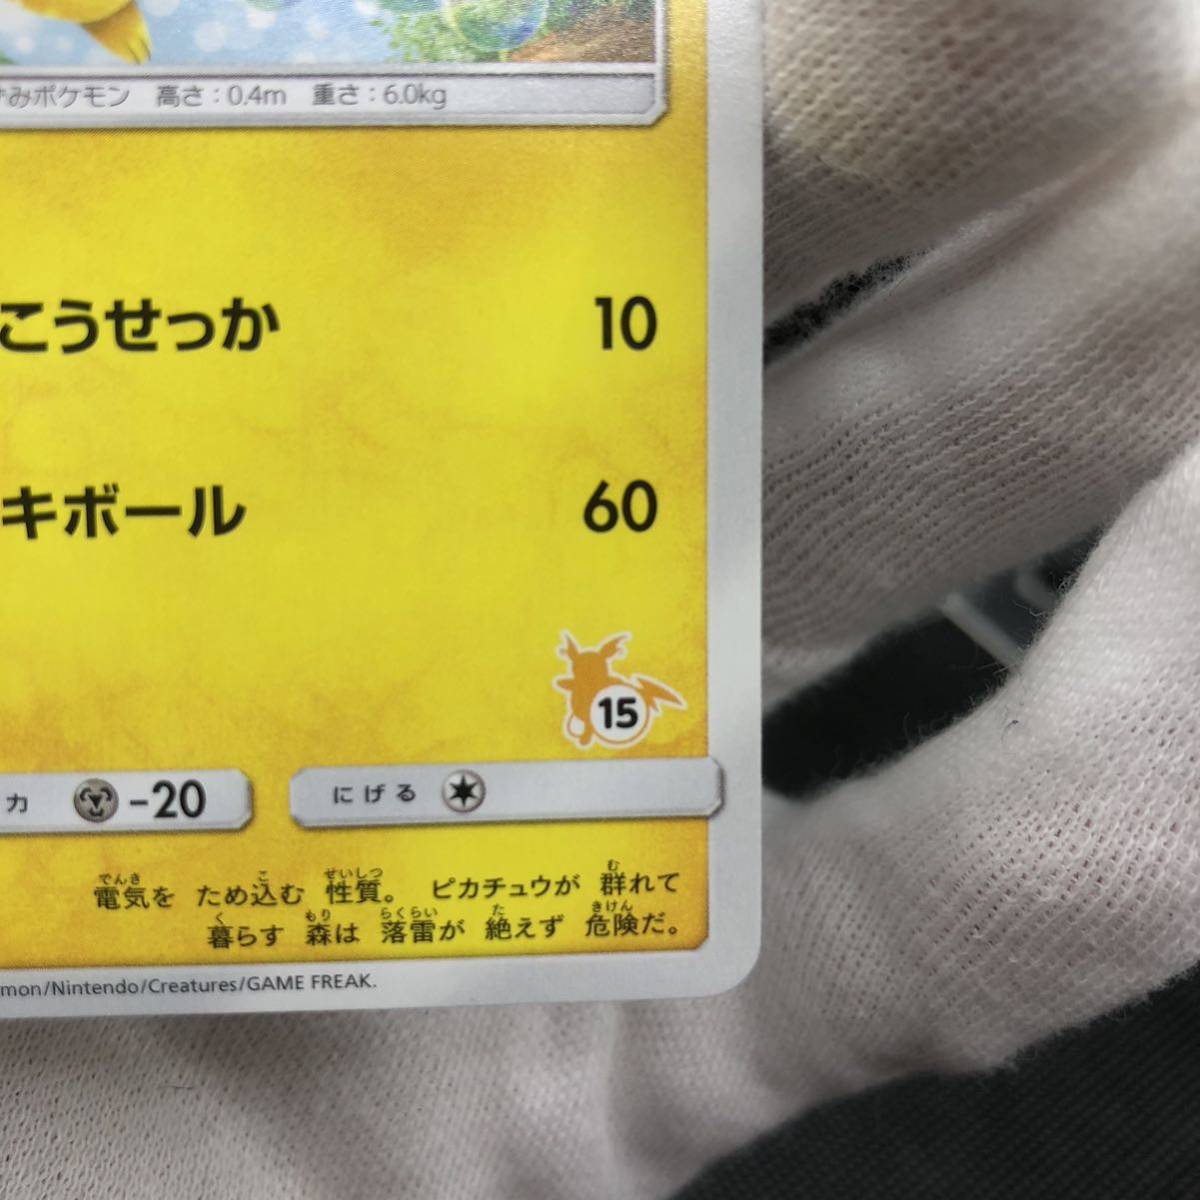 ずみポケモン 高さ：0.4m 重さ：6.0kg
こうせっか 10
キボール 60
15
力 -20
にげる
電気を ため込む 性質。ピカチュウが 群れて
暮らす 森は 落雷が 絶えず 危険だ。
mon/Nintendo/Creatures/GAME FREAK.